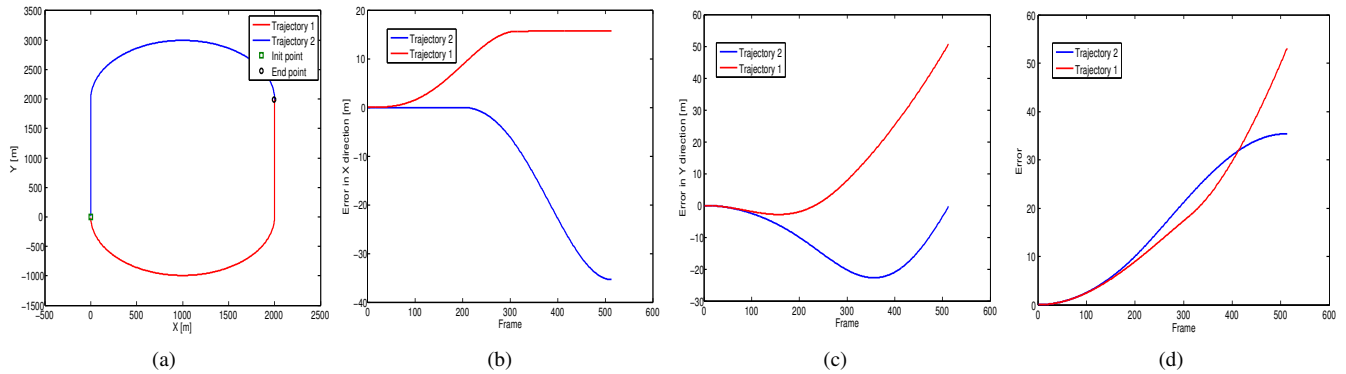 3500
3000
2500
2000
1500
1000
500
0
-500
-1000
-1500
-500 0 500 1000 1500 2000 2500
Y [m]
X [m]
Trajectory 1
Trajectory 2
Init point
End point
(a)
20
10
0
-10
-20
-30
-40
0 100 200 300 400 500 600
Error in X direction [m]
Frame
Trajectory 2
Trajectory 1
(b)
60
50
40
30
20
10
0
-10
-20
-30
0 100 200 300 400 500 600
Error in Y direction [m]
Frame
Trajectory 2
Trajectory 1
(c)
60
50
40
30
20
10
0
0 100 200 300 400 500 600
Error
Frame
Trajectory 2
Trajectory 1
(d)